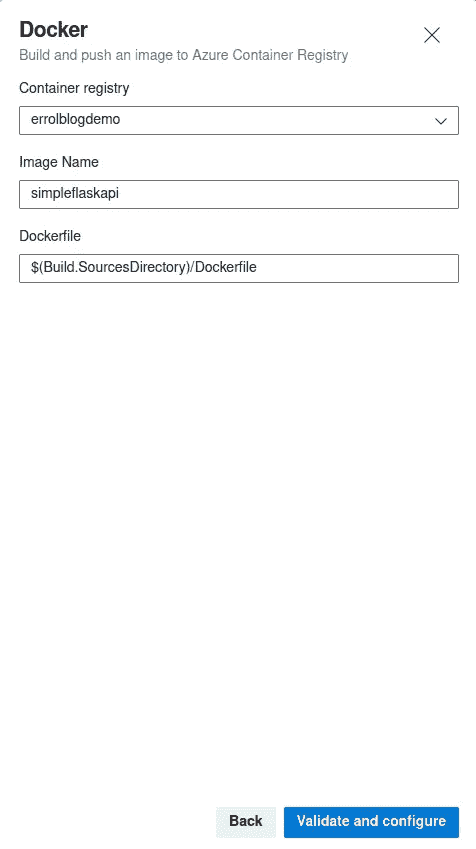 Docker
Build and push an image to Azure Container Registry
Container registry
errolblogdemo
Image Name
simpleflaskapi
Dockerfile
$(Build.SourcesDirectory)/Dockerfile
Back
Validate and configure